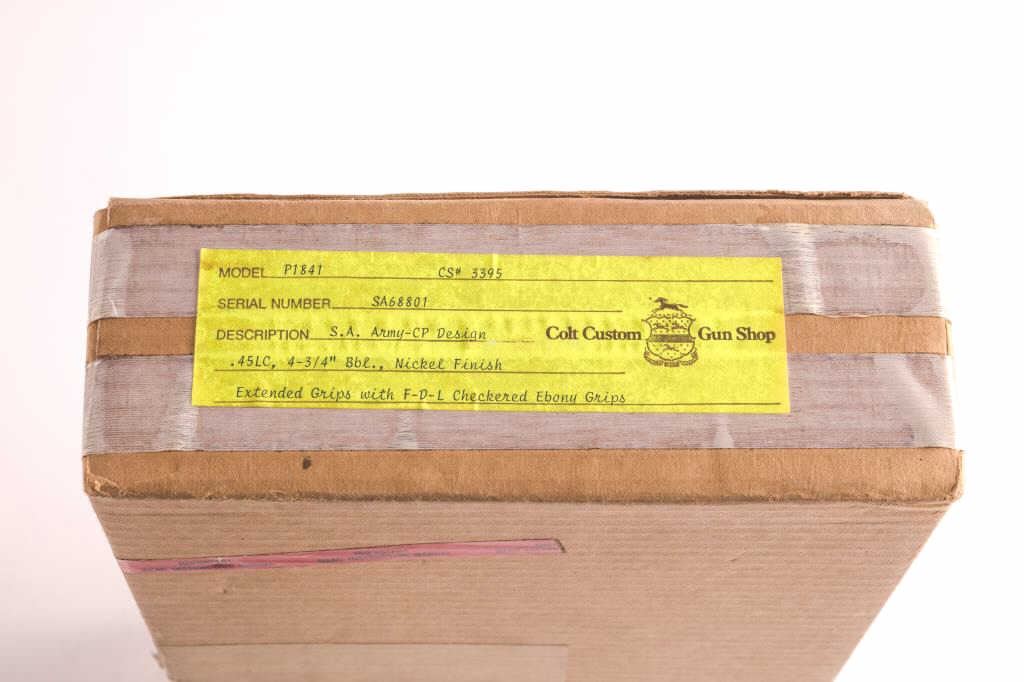 MODEL P1841 CS# 3395
SERIAL NUMBER SA68801
DESCRIPTION S.A. Army-CP Design
Colt Custom Gun Shop
.45LC, 4-3/4" Bbl., Nickel Finish
Extended Grips with F-D-L Checkered Ebony Grips